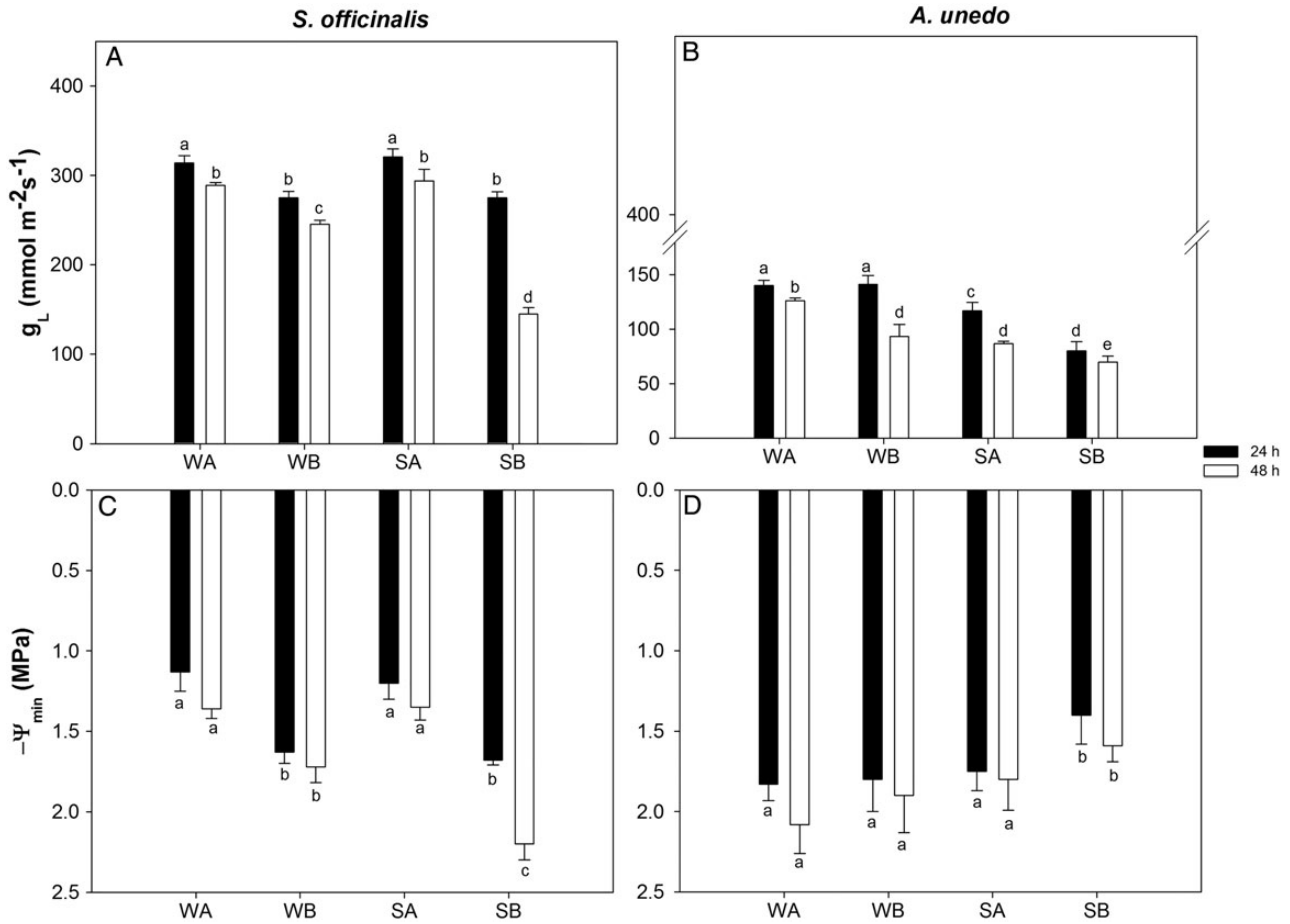 S. officinalis
A. unedo
A
400
300
200
100
0
gL (mmol m-2s-1)
a
b
b
c
a
b
b
d
WA
WB
SA
SB
B
400
150
100
50
0
a
b
a
d
c
d
d
e
WA
WB
SA
SB
24 h
48 h
C
0.0
0.5
1.0
1.5
2.0
2.5
−Ψmin (MPa)
a
a
b
b
a
a
b
c
WA
WB
SA
SB
D
0.0
0.5
1.0
1.5
2.0
2.5
a
a
a
a
a
a
b
b
WA
WB
SA
SB